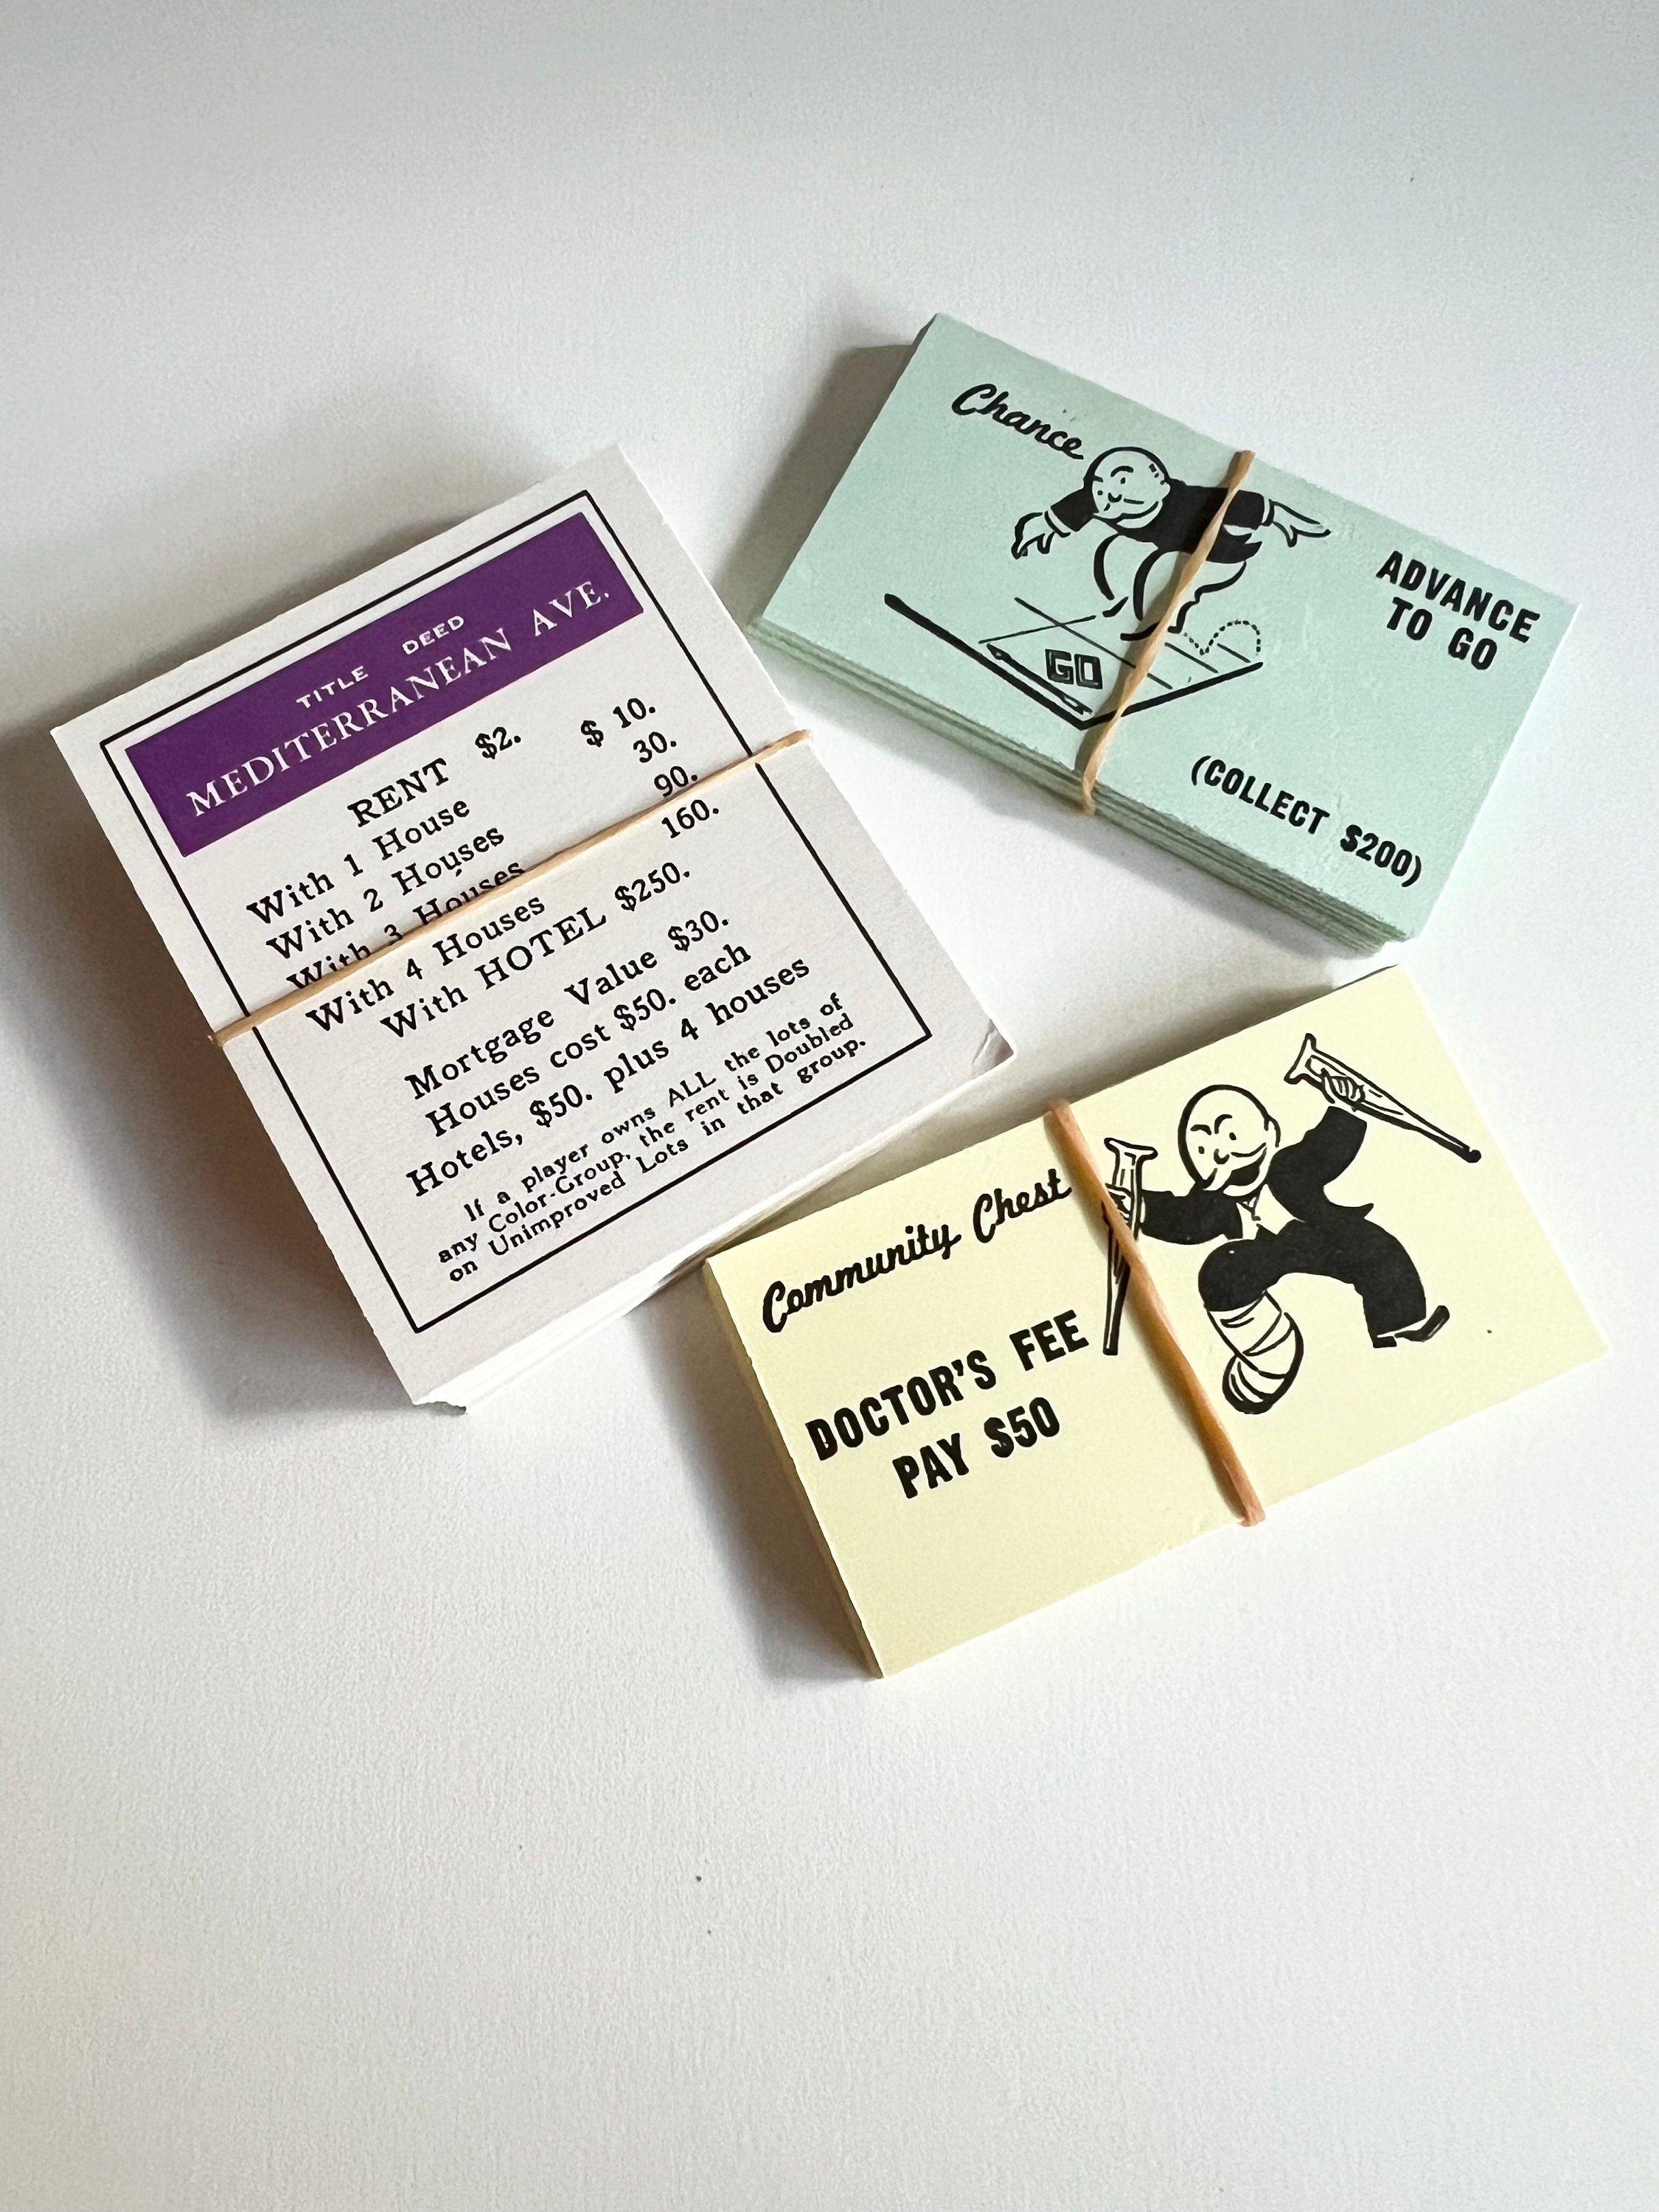 TITLE DEED
MEDITERRANEAN AVE.
RENT $2.
With 1 House $ 10.
With 2 Houses 30.
With 3 Houses 90.
With 4 Houses 160.
With HOTEL $250.
Mortgage Value $30.
Houses cost $50. each
Hotels, $50. plus 4 houses
If a player owns ALL the lots of
any Color-Group, the rent is Doubled
on Unimproved Lots in that group.
Chance
GO
ADVANCE
TO GO
(COLLECT $200)
Community Chest
DOCTOR'S FEE
PAY $50